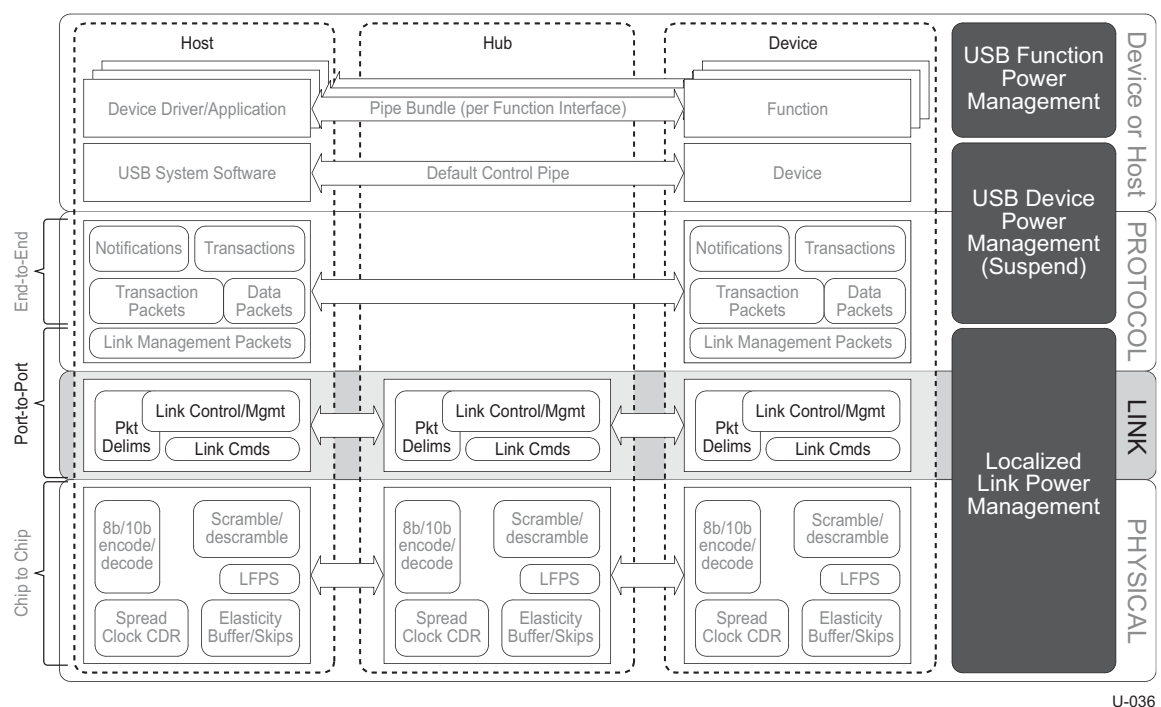 Host
Hub
Device
Device Driver/Application
Pipe Bundle (per Function Interface)
Function
USB System Software
Default Control Pipe
Device
USB Function
Power
Management
Device or Host
End-to-End
Notifications
Transactions
Transaction
Packets
Data
Packets
Link Management Packets
Notifications
Transactions
Transaction
Packets
Data
Packets
Link Management Packets
USB Device
Power
Management
(Suspend)
PROTOCOL
Port-to-Port
Pkt
Delims
Link Control/Mgmt
Link Cmds
Pkt
Delims
Link Control/Mgmt
Link Cmds
Pkt
Delims
Link Control/Mgmt
Link Cmds
LINK
Localized
Link Power
Management
Chip to Chip
8b/10b
encode/
decode
Scramble/
descramble
LFPS
Spread
Clock CDR
Elasticity
Buffer/Skips
8b/10b
encode/
decode
Scramble/
descramble
LFPS
Spread
Clock CDR
Elasticity
Buffer/Skips
8b/10b
encode/
decode
Scramble/
descramble
LFPS
Spread
Clock CDR
Elasticity
Buffer/Skips
PHYSICAL
U-036